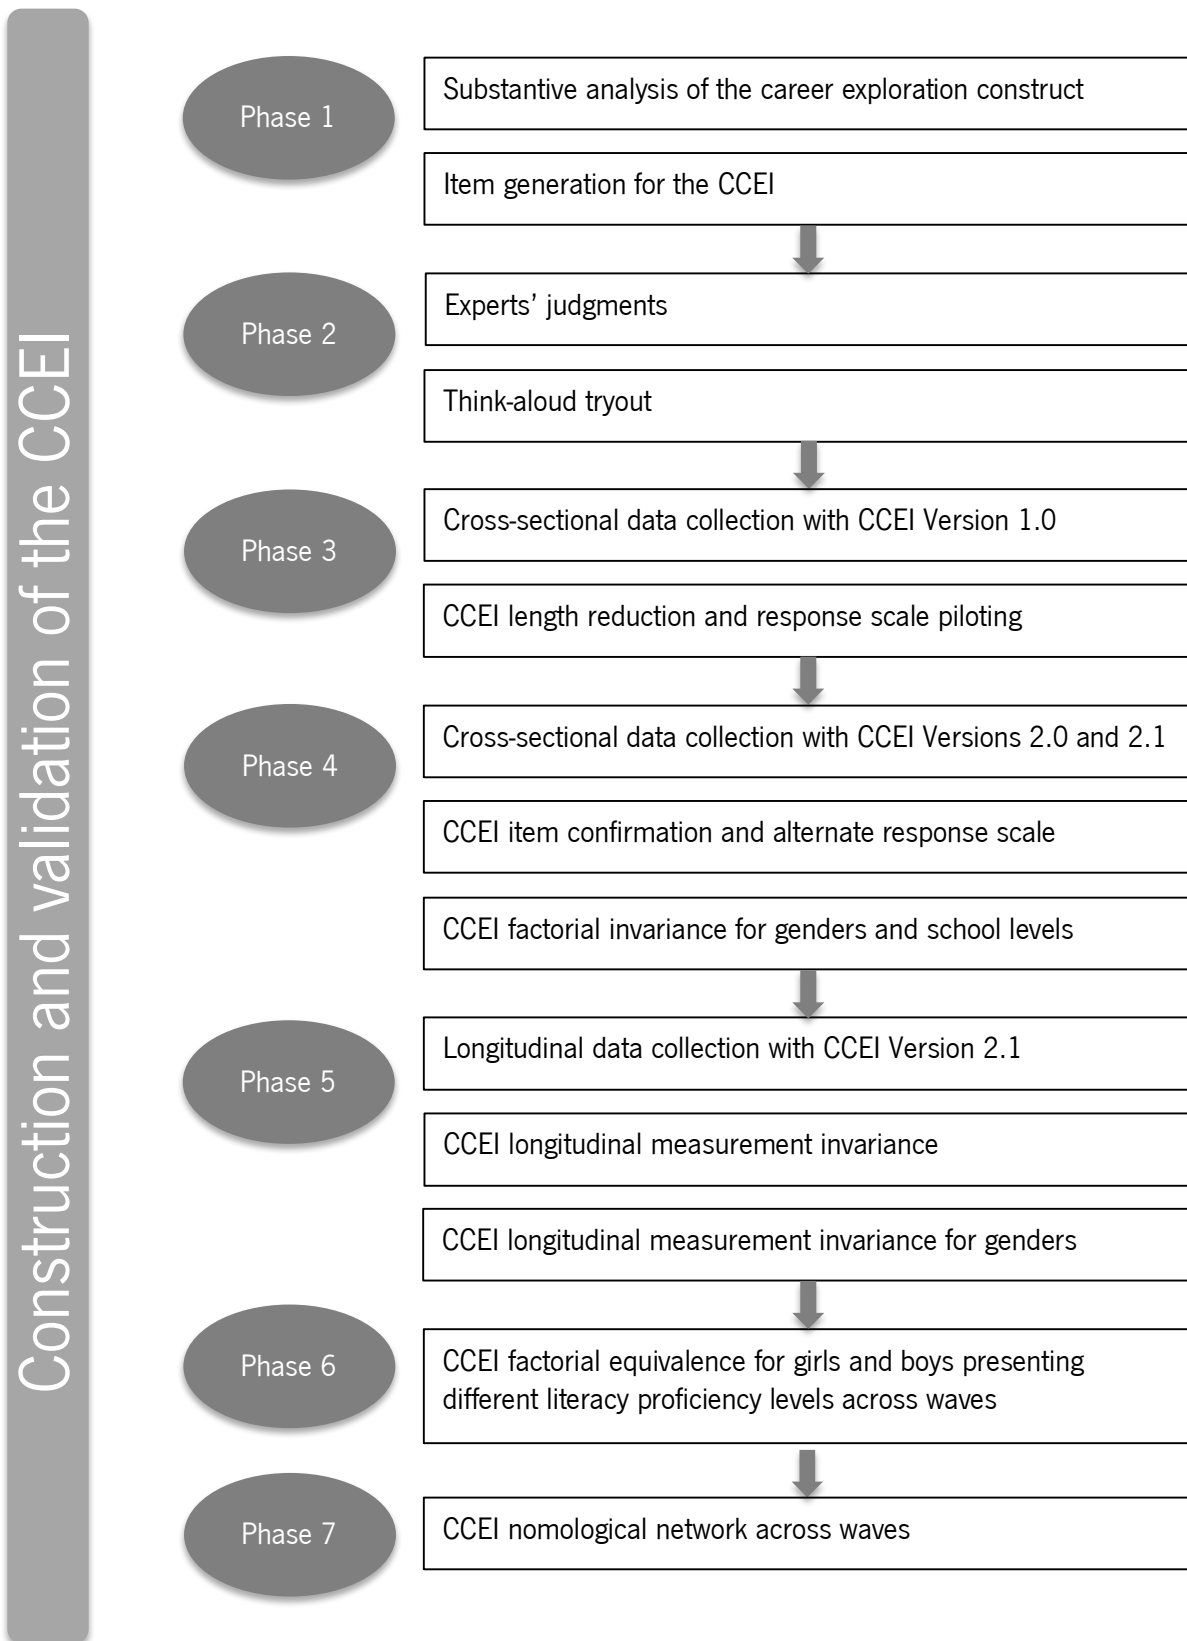 Construction and validation of the CCEI
Phase 1
Substantive analysis of the career exploration construct
Item generation for the CCEI
Phase 2
Experts’ judgments
Think-aloud tryout
Phase 3
Cross-sectional data collection with CCEI Version 1.0
CCEI length reduction and response scale piloting
Phase 4
Cross-sectional data collection with CCEI Versions 2.0 and 2.1
CCEI item confirmation and alternate response scale
CCEI factorial invariance for genders and school levels
Phase 5
Longitudinal data collection with CCEI Version 2.1
CCEI longitudinal measurement invariance
CCEI longitudinal measurement invariance for genders
Phase 6
CCEI factorial equivalence for girls and boys presenting
different literacy proficiency levels across waves
Phase 7
CCEI nomological network across waves